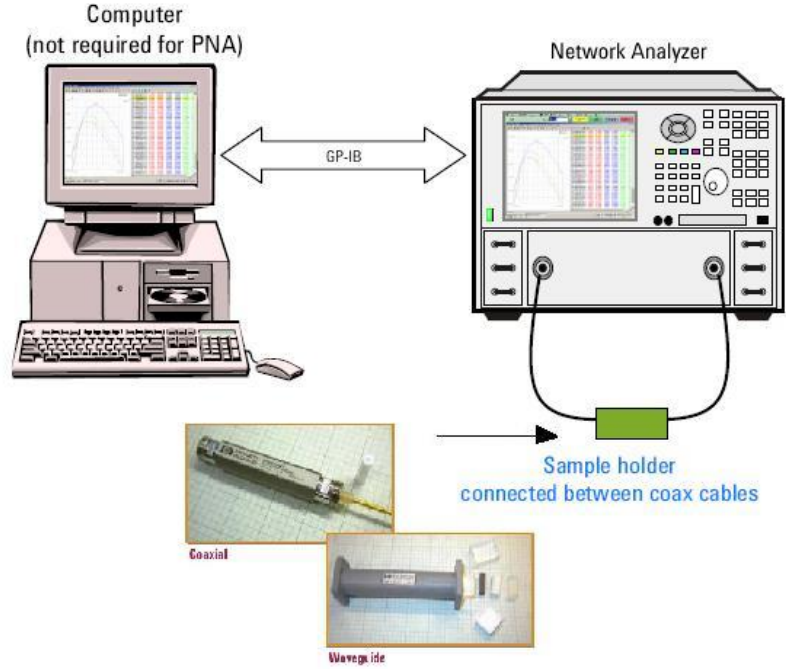 Computer
(not required for PNA)
Network Analyzer
GP-IB
Sample holder
connected between coax cables
Coaxial
Waveguide